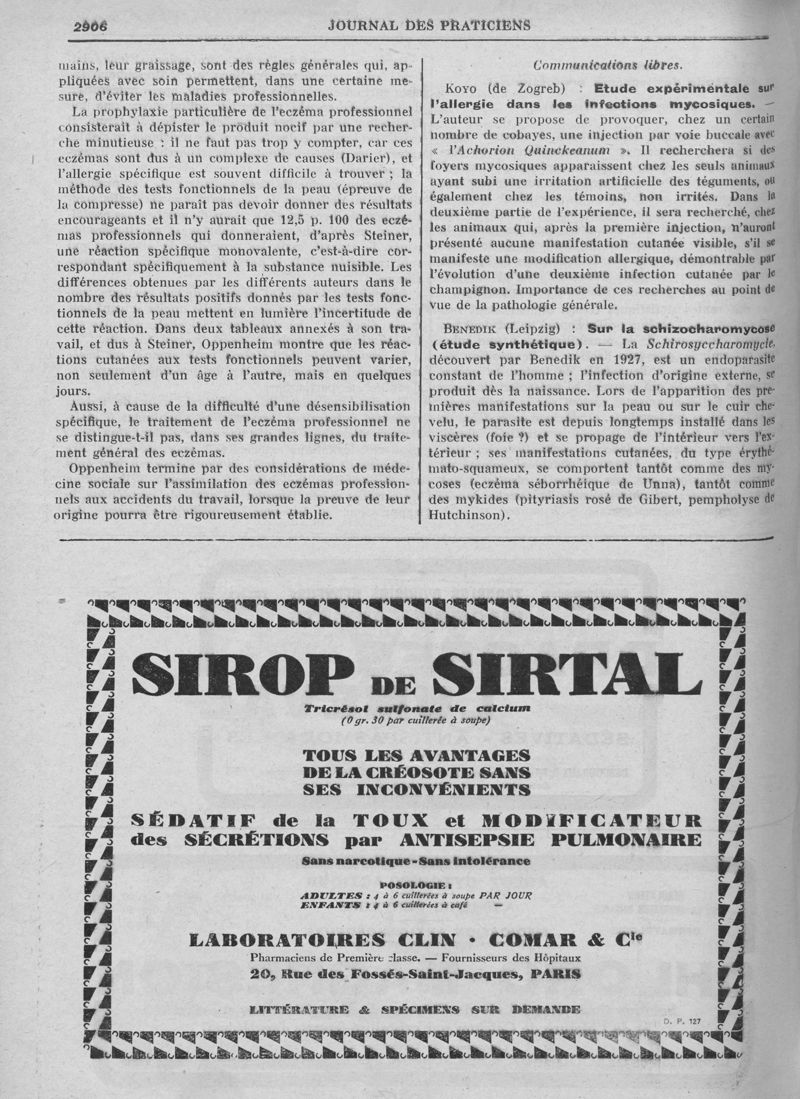 2906
JOURNAL DES PRATICIENS
mains, leur graissage, sont des règles générales qui, ap-
pliquées avec soin permettent, dans une certaine me-
sure, d'éviter les maladies professionnelles.
La prophylaxie particulière de l'eczéma professionnel
consisterait à dépister le produit nocif par une recher-
che minutieuse : il ne faut pas trop y compter, car ces
eczémas sont dus à un complexe de causes (Darier), et
l'allergie spécifique est souvent difficile à trouver ; la
méthode des tests fonctionnels de la peau (épreuve de
la compresse) ne paraît pas devoir donner des résultats
encourageants et il n'y aurait que 12,5 p. 100 des eczé-
mas professionnels qui donneraient, d'après Steiner,
une réaction spécifique monovalente, c'est-à-dire cor-
respondant spécifiquement à la substance nuisible. Les
différences obtenues par les différents auteurs dans le
nombre des résultats positifs donnés par les tests fonc-
tionnels de la peau mettent en lumière l'incertitude de
cette réaction. Dans deux tableaux annexés à son tra-
vail, et dus à Steiner, Oppenheim montre que les réac-
tions cutanées aux tests fonctionnels peuvent varier,
non seulement d'un âge à l'autre, mais en quelques
jours.
Aussi, à cause de la difficulté d'une désensibilisation
spécifique, le traitement de l'eczéma professionnel ne
se distingue-t-il pas, dans ses grandes lignes, du traite-
ment général des eczémas.
Oppenheim termine par des considérations de méde-
cine sociale sur l'assimilation des eczémas profession-
nels aux accidents du travail, lorsque la preuve de leur
origine pourra être rigoureusement établie.
Communications libres.
KOYO (de Zogreb) : Etude expérimentale sur
l'allergie dans les infections mycosiques. —
L'auteur se propose de provoquer, chez un certain
nombre de cobayes, une injection par voie buccale avec
« l'Achorion Quinckeanum ». Il recherchera si des
foyers mycosiques apparaissent chez les seuls animaux
ayant subi une irritation artificielle des téguments, ou
également chez les témoins, non irrités. Dans la
deuxième partie de l'expérience, il sera recherché, chez
les animaux qui, après la première injection, n'auront
présenté aucune manifestation cutanée visible, s'il se
manifeste une modification allergique, démontrable par
l'évolution d'une deuxième infection cutanée par le
champignon. Importance de ces recherches au point de
vue de la pathologie générale.
BENEDIK (Leipzig) : Sur la schizocharomycose
(étude synthétique). — La Schirosyccharomycle,
découvert par Benedik en 1927, est un endoparasite
constant de l'homme ; l'infection d'origine externe, se
produit dès la naissance. Lors de l'apparition des pre-
mières manifestations sur la peau ou sur le cuir che-
velu, le parasite est depuis longtemps installé dans les
viscères (foie ?) et se propage de l'intérieur vers l'ex-
térieur ; ses manifestations cutanées, du type érythé-
mato-squameux, se comportent tantôt comme des my-
coses (eczéma séborrhéique de Unna), tantôt comme
des mykides (pityriasis rosé de Gibert, pempholyse de
Hutchinson).
SIROP DE SIRTAL
Tricrésol sulfonate de calcium
(0 gr. 30 par cuillerée à soupe)
TOUS LES AVANTAGES
DE LA CRÉOSOTE SANS
SES INCONVÉNIENTS
SÉDATIF de la TOUX et MODIFICATEUR
des SÉCRÉTIONS par ANTISEPSIE PULMONAIRE
Sans narcotique - Sans intolérance
POSOLOGIE :
ADULTES : 4 à 6 cuillerées à soupe PAR JOUR
ENFANTS : 4 à 6 cuillerées à café —
LABORATOIRES CLIN · COMAR & Cie
Pharmaciens de Première classe. — Fournisseurs des Hôpitaux
20, Rue des Fossés-Saint-Jacques, PARIS
LITTÉRATURE & SPÉCIMENS SUR DEMANDE
D. P. 127